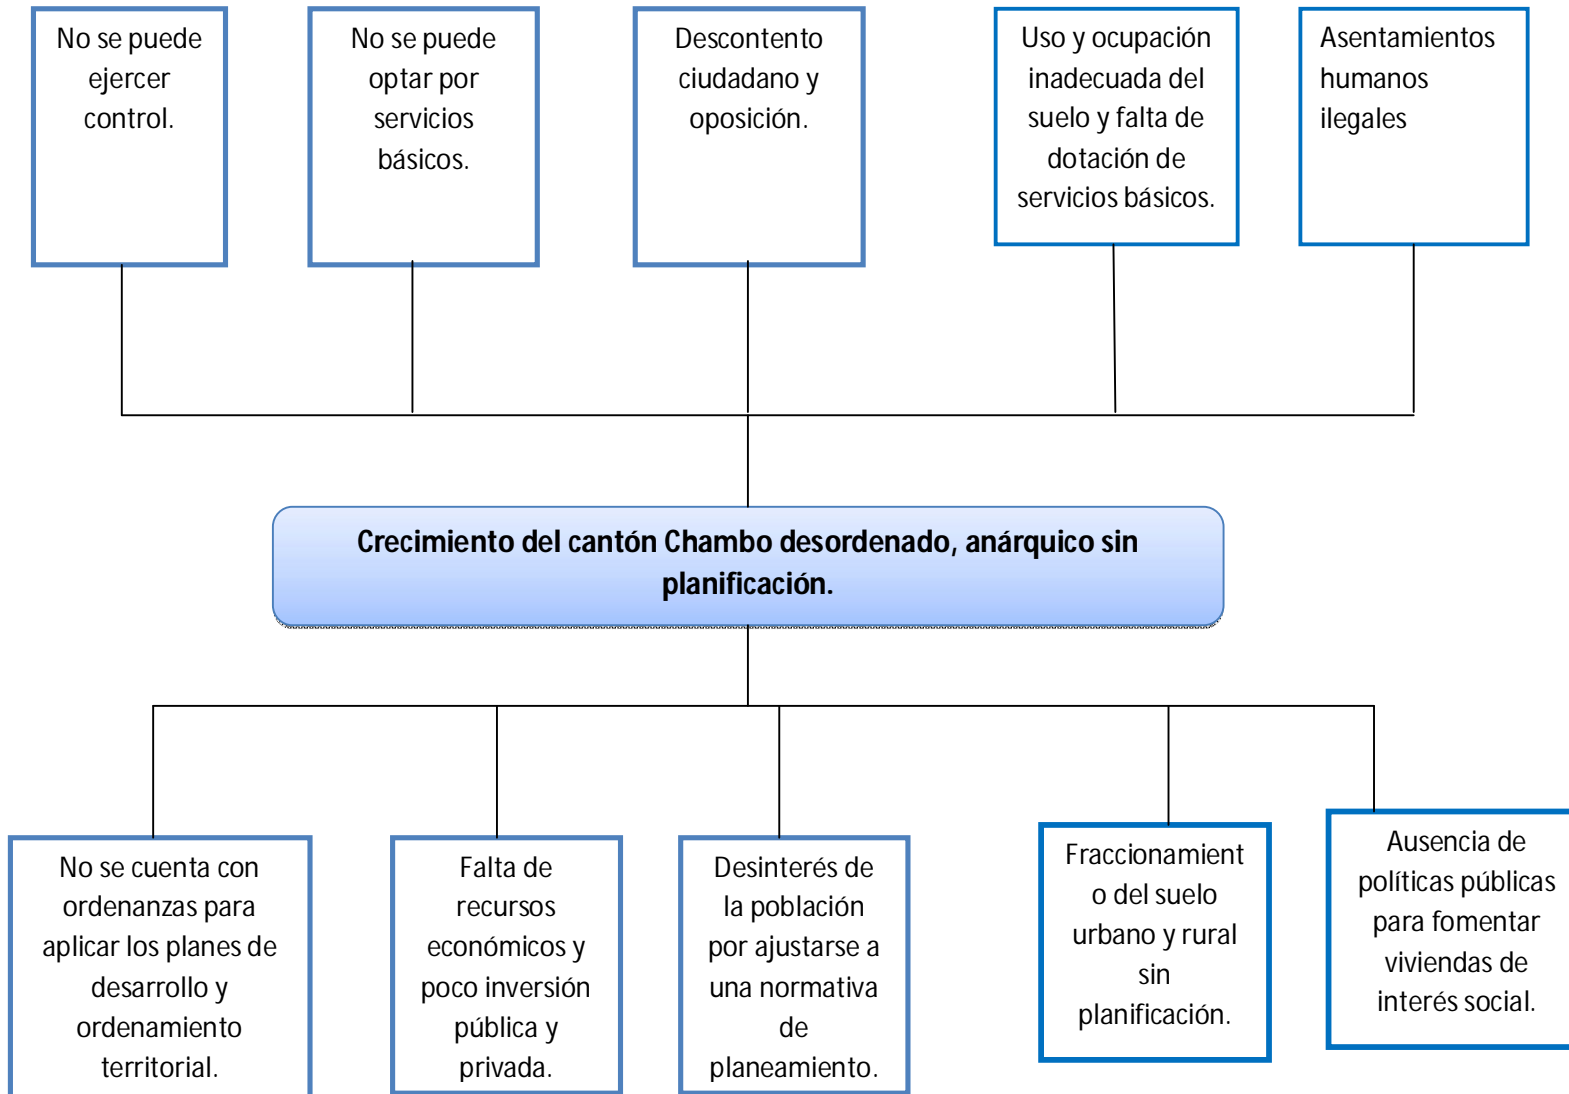 No se puede
ejercer
control.
No se puede
optar por
servicios
básicos.
Descontento
ciudadano y
oposición.
Uso y ocupación
inadecuada del
suelo y falta de
dotación de
servicios básicos.
Asentamientos
humanos
ilegales
Crecimiento del cantón Chambo desordenado, anárquico sin
planificación.
No se cuenta con
ordenanzas para
aplicar los planes de
desarrollo y
ordenamiento
territorial.
Falta de
recursos
económicos y
poco inversión
pública y
privada.
Desinterés de
la población
por ajustarse a
una normativa
de
planeamiento.
Fraccionamient
o del suelo
urbano y rural
sin
planificación.
Ausencia de
políticas públicas
para fomentar
viviendas de
interés social.